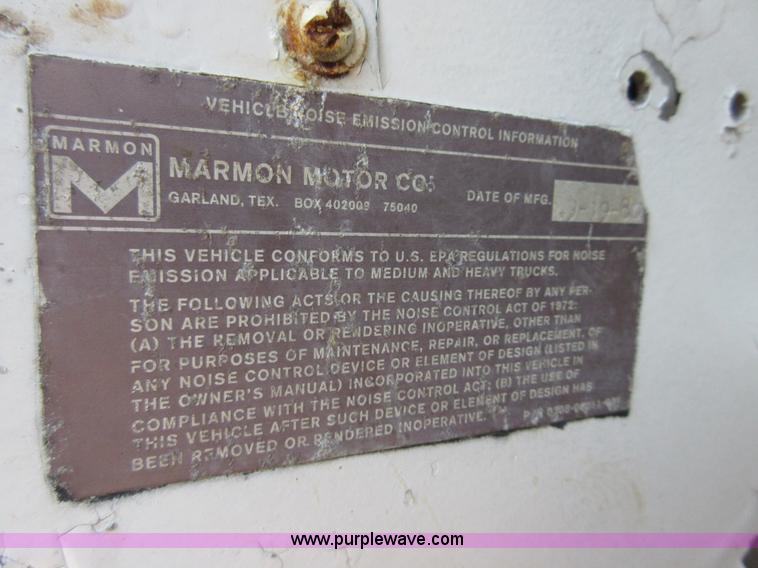 VEHICLE NOISE EMISSION CONTROL INFORMATION
MARMON
M
MARMON MOTOR CO.
GARLAND, TEX. BOX 402009 75040
DATE OF MFG.
THIS VEHICLE CONFORMS TO U.S. EPA REGULATIONS FOR NOISE
EMISSION APPLICABLE TO MEDIUM AND HEAVY TRUCKS.
THE FOLLOWING ACTS OR THE CAUSING THEREOF BY ANY PER-
SON ARE PROHIBITED BY THE NOISE CONTROL ACT OF 1972:
(A) THE REMOVAL OR RENDERING INOPERATIVE, OTHER THAN
FOR PURPOSES OF MAINTENANCE, REPAIR, OR REPLACEMENT, OF
ANY NOISE CONTROL DEVICE OR ELEMENT OF DESIGN (LISTED IN
THE OWNER'S MANUAL) INCORPORATED INTO THIS VEHICLE IN
COMPLIANCE WITH THE NOISE CONTROL ACT; (B) THE USE OF
THIS VEHICLE AFTER SUCH DEVICE OR ELEMENT OF DESIGN HAS
BEEN REMOVED OR RENDERED INOPERATIVE.
www.purplewave.com